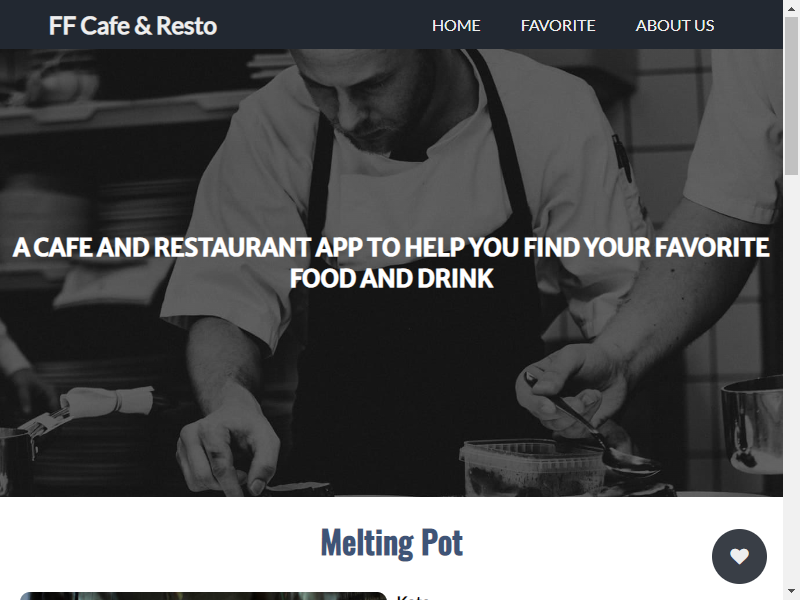 FF Cafe & Resto
HOME FAVORITE ABOUT US
A CAFE AND RESTAURANT APP TO HELP YOU FIND YOUR FAVORITE
FOOD AND DRINK
Melting Pot